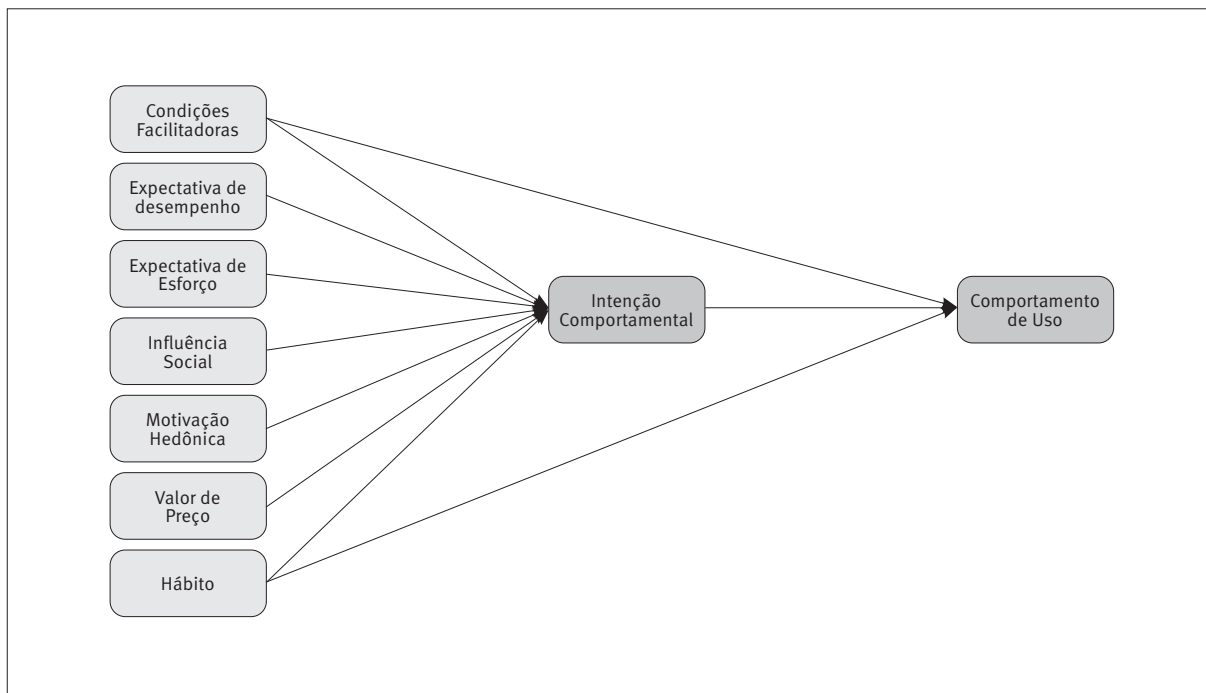 Condições
Facilitadoras
Expectativa de
desempenho
Expectativa de
Esforço
Influência
Social
Motivação
Hedônica
Valor de
Preço
Hábito
Intenção
Comportamental
Comportamento
de Uso